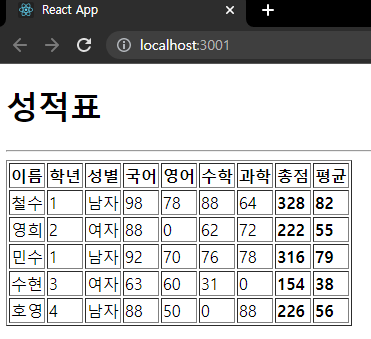 React App
localhost:3001
성적표
이름 학년 성별 국어 영어 수학 과학 총점 평균
철수 1 남자 98 78 88 64 328 82
영희 2 여자 88 0 62 72 222 55
민수 1 남자 92 70 76 78 316 79
수현 3 여자 63 60 31 0 154 38
호영 4 남자 88 50 0 88 226 56